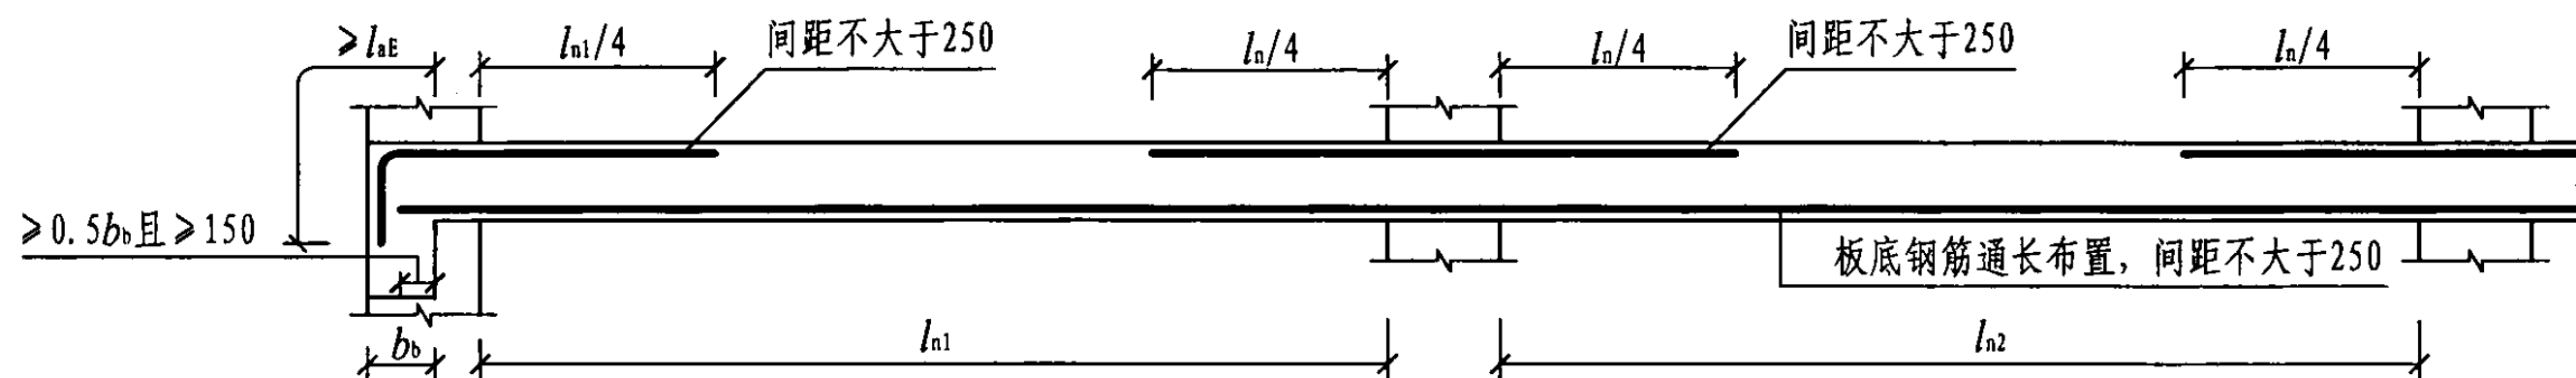 ≥laE
ln1/4
间距不大于250
ln/4
ln/4
间距不大于250
ln/4
≥0.5bb且≥150
板底钢筋通长布置，间距不大于250
bb
ln1
ln2